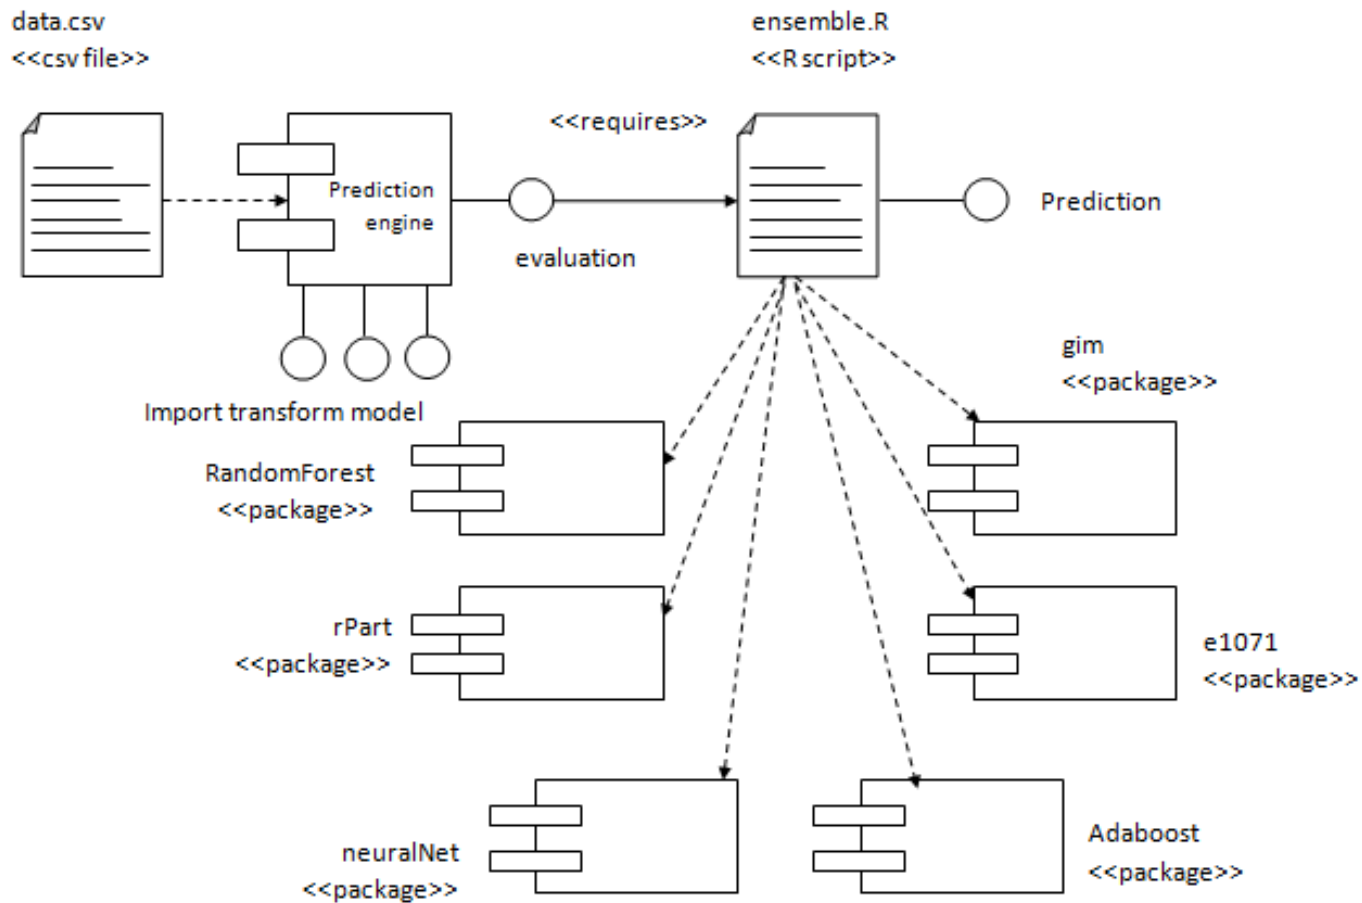 data.csv
<<csv file>>
ensemble.R
<<R script>>
<<requires>>
Prediction
engine
evaluation
Prediction
Import transform model
gim
<<package>>
RandomForest
<<package>>
rPart
<<package>>
e1071
<<package>>
neuralNet
<<package>>
Adaboost
<<package>>